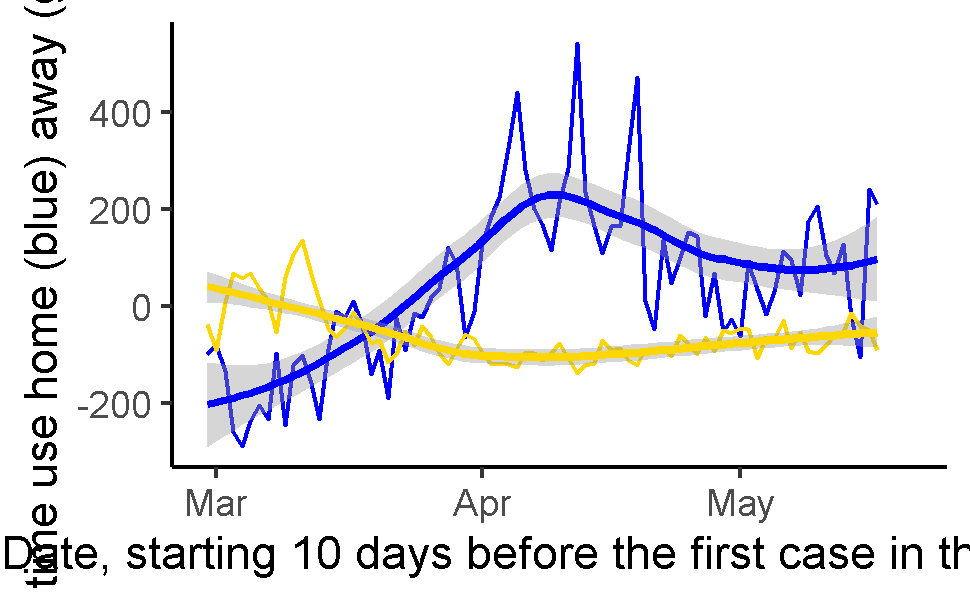 time use home (blue) away (
400
200
0
-200
Mar Apr May
Date, starting 10 days before the first case in th